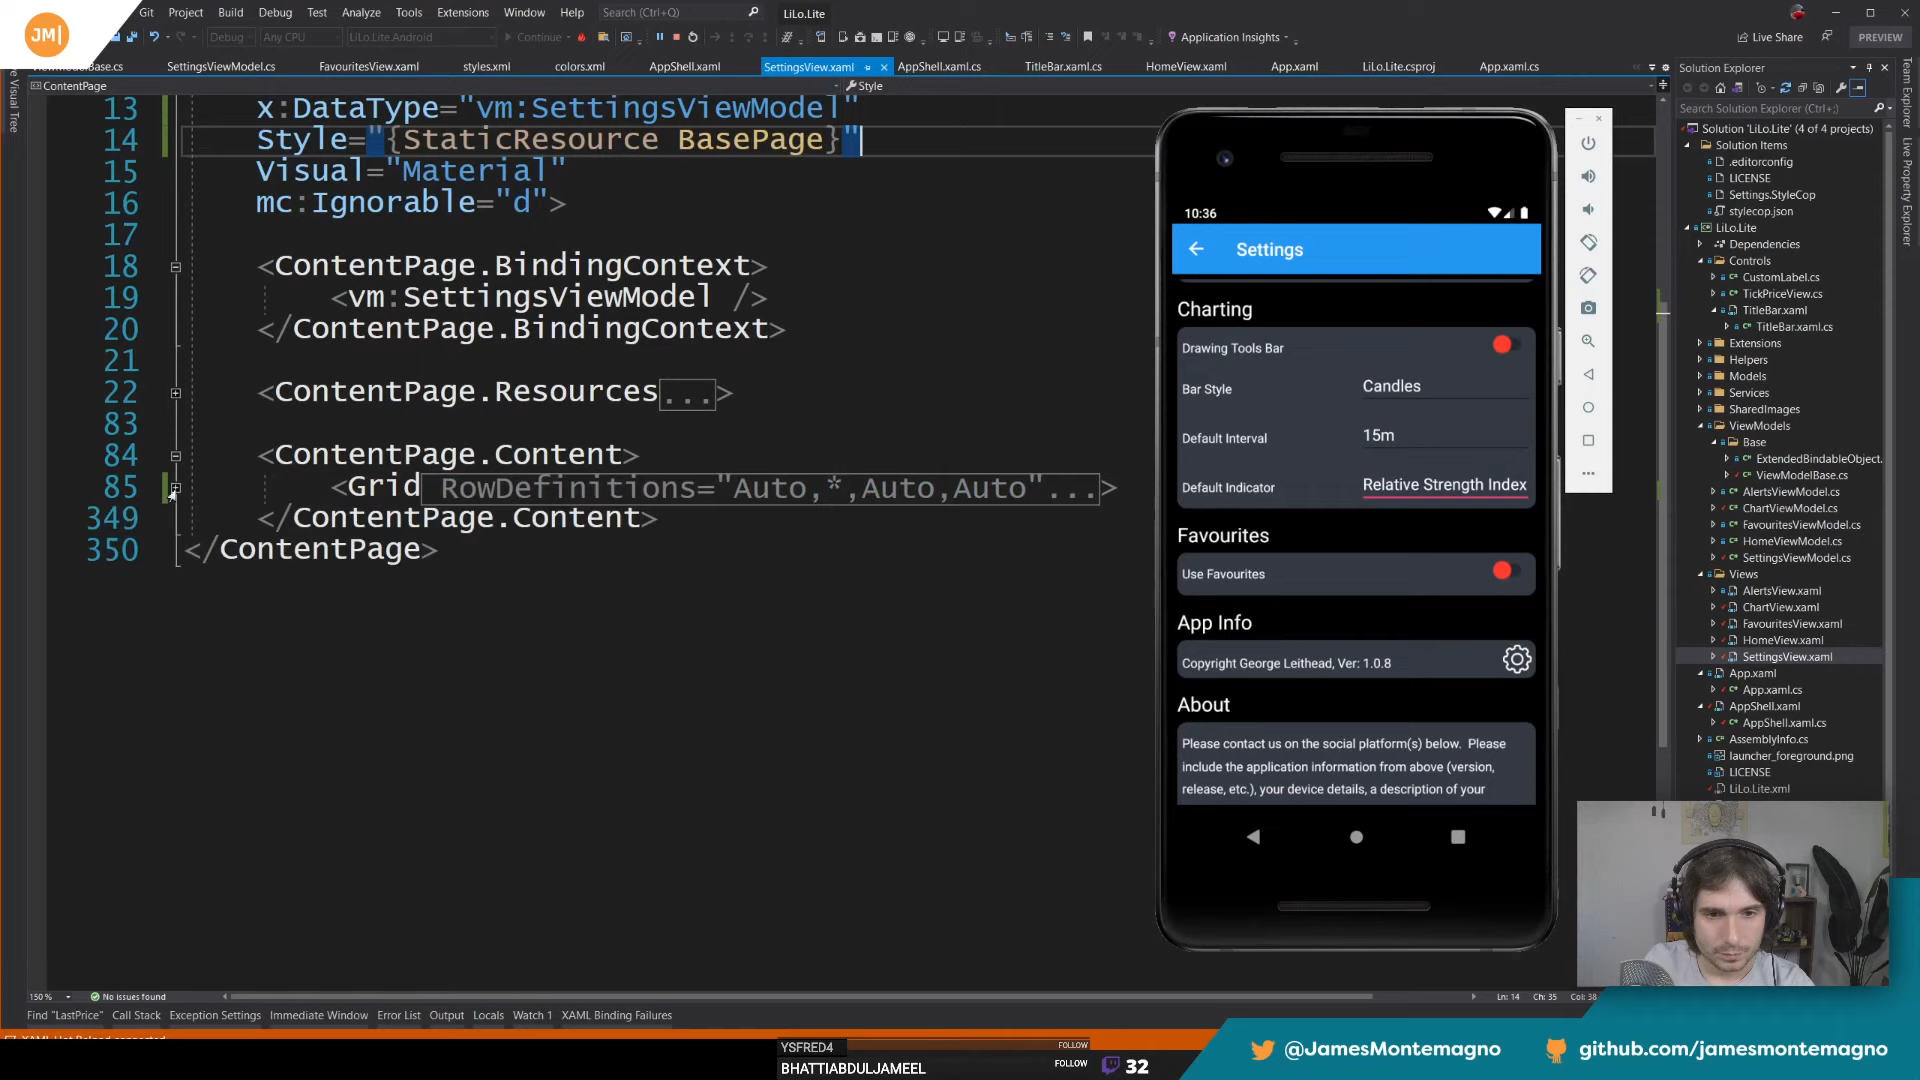 JM|
Git Project Build Debug Test Analyze Tools Extensions Window Help Search (Ctrl+Q) LiLo.Lite
Debug Any CPU LiLo.Lite.Android Continue Application Insights Live Share PREVIEW
ViewModelBase.cs SettingsViewModel.cs FavouritesView.xaml styles.xml colors.xml AppShell.xaml SettingsView.xaml AppShell.xaml.cs TitleBar.xaml.cs HomeView.xaml App.xaml LiLo.Lite.csproj App.xaml.cs
ContentPage Style
Live Visual Tree
13 x:DataType="vm:SettingsViewModel"
14 Style="{StaticResource BasePage}"
15 Visual="Material"
16 mc:Ignorable="d">
17
18 <ContentPage.BindingContext>
19 <vm:SettingsViewModel />
20 </ContentPage.BindingContext>
21
22 <ContentPage.Resources...>
83
84 <ContentPage.Content>
85 <Grid RowDefinitions="Auto,*,Auto,Auto"...>
349 </ContentPage.Content>
350 </ContentPage>
10:36
Settings
Charting
Drawing Tools Bar
Bar Style Candles
Default Interval 15m
Default Indicator Relative Strength Index
Favourites
Use Favourites
App Info
Copyright George Leithead, Ver: 1.0.8
About
Please contact us on the social platform(s) below. Please
include the application information from above (version,
release, etc.), your device details, a description of your
Solution Explorer
Search Solution Explorer (Ctrl+;)
Solution 'LiLo.Lite' (4 of 4 projects)
Solution Items
.editorconfig
LICENSE
Settings.StyleCop
stylecop.json
LiLo.Lite
Dependencies
Controls
CustomLabel.cs
TickPriceView.cs
TitleBar.xaml
TitleBar.xaml.cs
Extensions
Helpers
Models
Services
SharedImages
ViewModels
Base
ExtendedBindableObject.
ViewModelBase.cs
AlertsViewModel.cs
ChartViewModel.cs
FavouritesViewModel.cs
HomeViewModel.cs
SettingsViewModel.cs
Views
AlertsView.xaml
ChartView.xaml
FavouritesView.xaml
HomeView.xaml
SettingsView.xaml
App.xaml
App.xaml.cs
AppShell.xaml
AppShell.xaml.cs
AssemblyInfo.cs
launcher_foreground.png
LICENSE
LiLo.Lite.xml
Team Explorer
Live Property Explorer
150 % No issues found Ln: 14 Ch: 35 Col: 38
Find "LastPrice" Call Stack Exception Settings Immediate Window Error List Output Locals Watch 1 XAML Binding Failures
YSFRED4 FOLLOW
BHATTIABDULJAMEEL FOLLOW 32
@JamesMontemagno github.com/jamesmontemagno